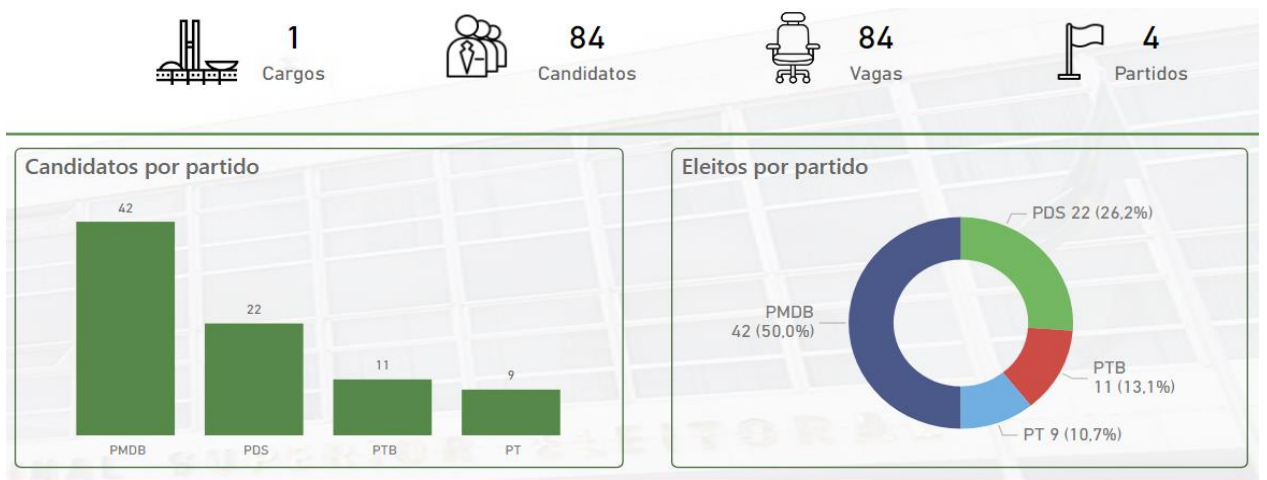 1
Cargos
84
Candidatos
84
Vagas
4
Partidos
Candidatos por partido
42
22
11
9
PMDB
PDS
PTB
PT
Eleitos por partido
PDS 22 (26,2%)
PMDB
42 (50,0%)
PTB
11 (13,1%)
PT 9 (10,7%)
SUPERIOR ELEITORA